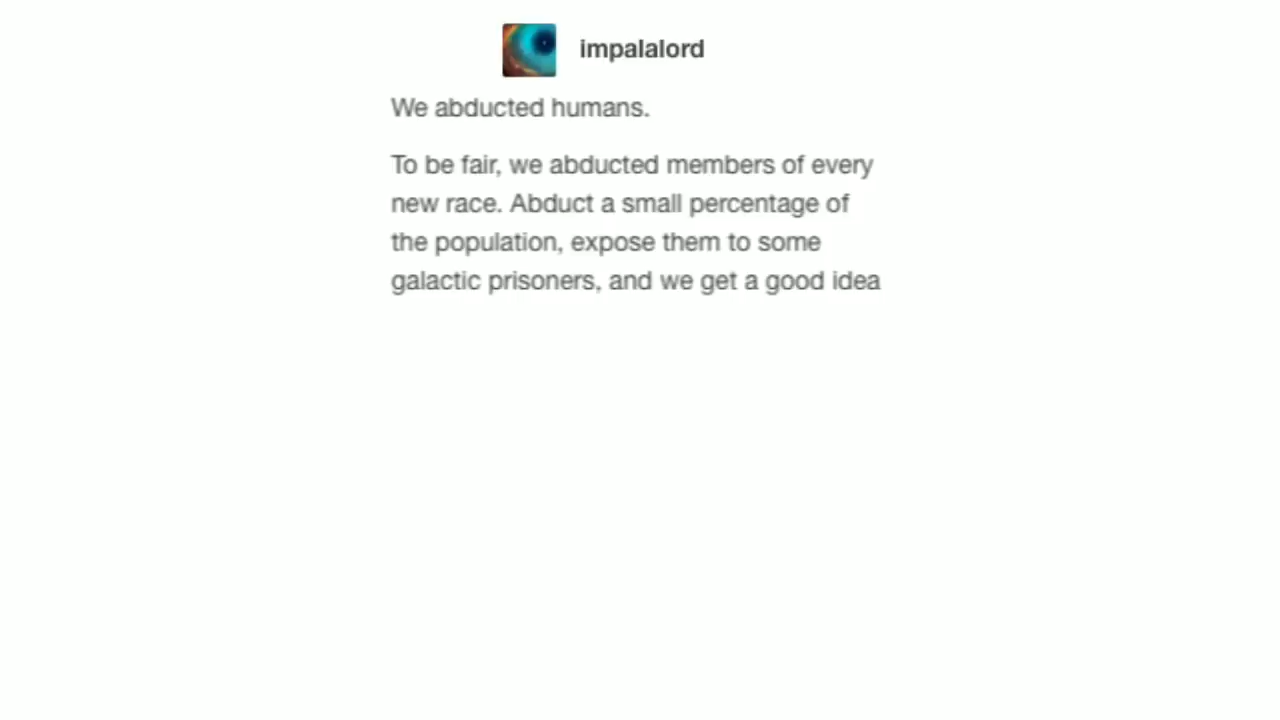 impalalord
We abducted humans.
To be fair, we abducted members of every
new race. Abduct a small percentage of
the population, expose them to some
galactic prisoners, and we get a good idea